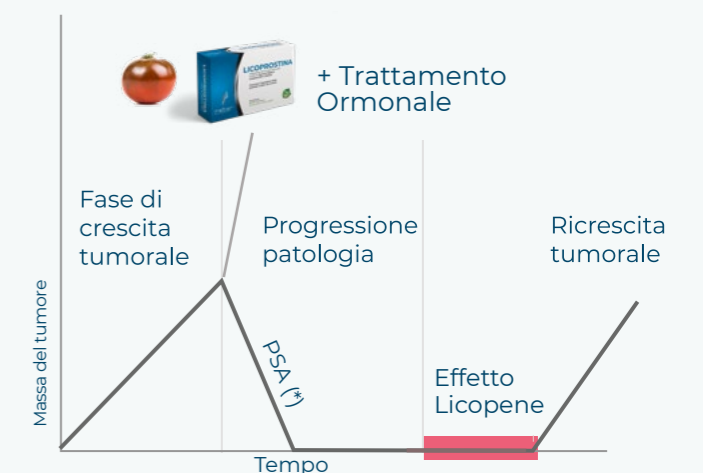 LICOPROSTINA
+ Trattamento
Ormonale
Fase di
crescita
tumorale
Progressione
patologia
Ricrescita
tumorale
Massa del tumore
PSA (*)
Effetto
Licopene
Tempo